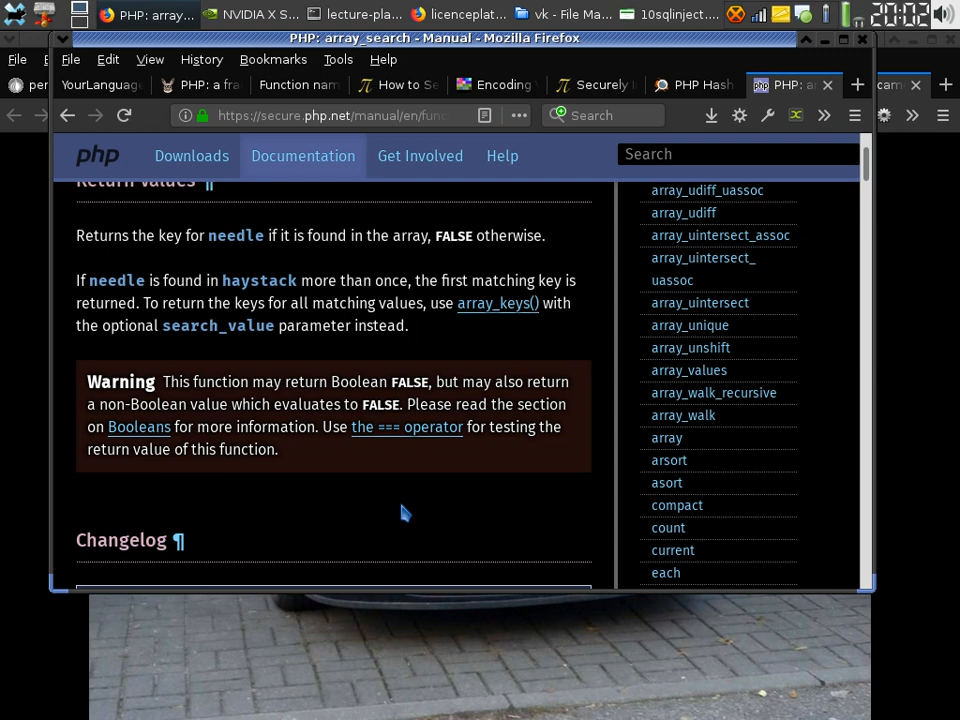 PHP: array...
NVIDIA X S...
lecture-pla...
licenceplat...
vk - File Ma...
10sqlinject....
20:02
PHP: array_search - Manual - Mozilla Firefox
File
File Edit View History Bookmarks Tools Help
per
YourLanguage
PHP: a fra
Function nam
How to Se
Encoding
Securely
PHP Hash
PHP: ar
cam
https://secure.php.net/manual/en/func
Search
php
Downloads
Documentation
Get Involved
Help
Search
Return Values ¶
Returns the key for needle if it is found in the array, FALSE otherwise.
If needle is found in haystack more than once, the first matching key is
returned. To return the keys for all matching values, use array_keys() with
the optional search_value parameter instead.
Warning This function may return Boolean FALSE, but may also return
a non-Boolean value which evaluates to FALSE. Please read the section
on Booleans for more information. Use the === operator for testing the
return value of this function.
Changelog ¶
array_udiff_uassoc
array_udiff
array_uintersect_assoc
array_uintersect_
uassoc
array_uintersect
array_unique
array_unshift
array_values
array_walk_recursive
array_walk
array
arsort
asort
compact
count
current
each